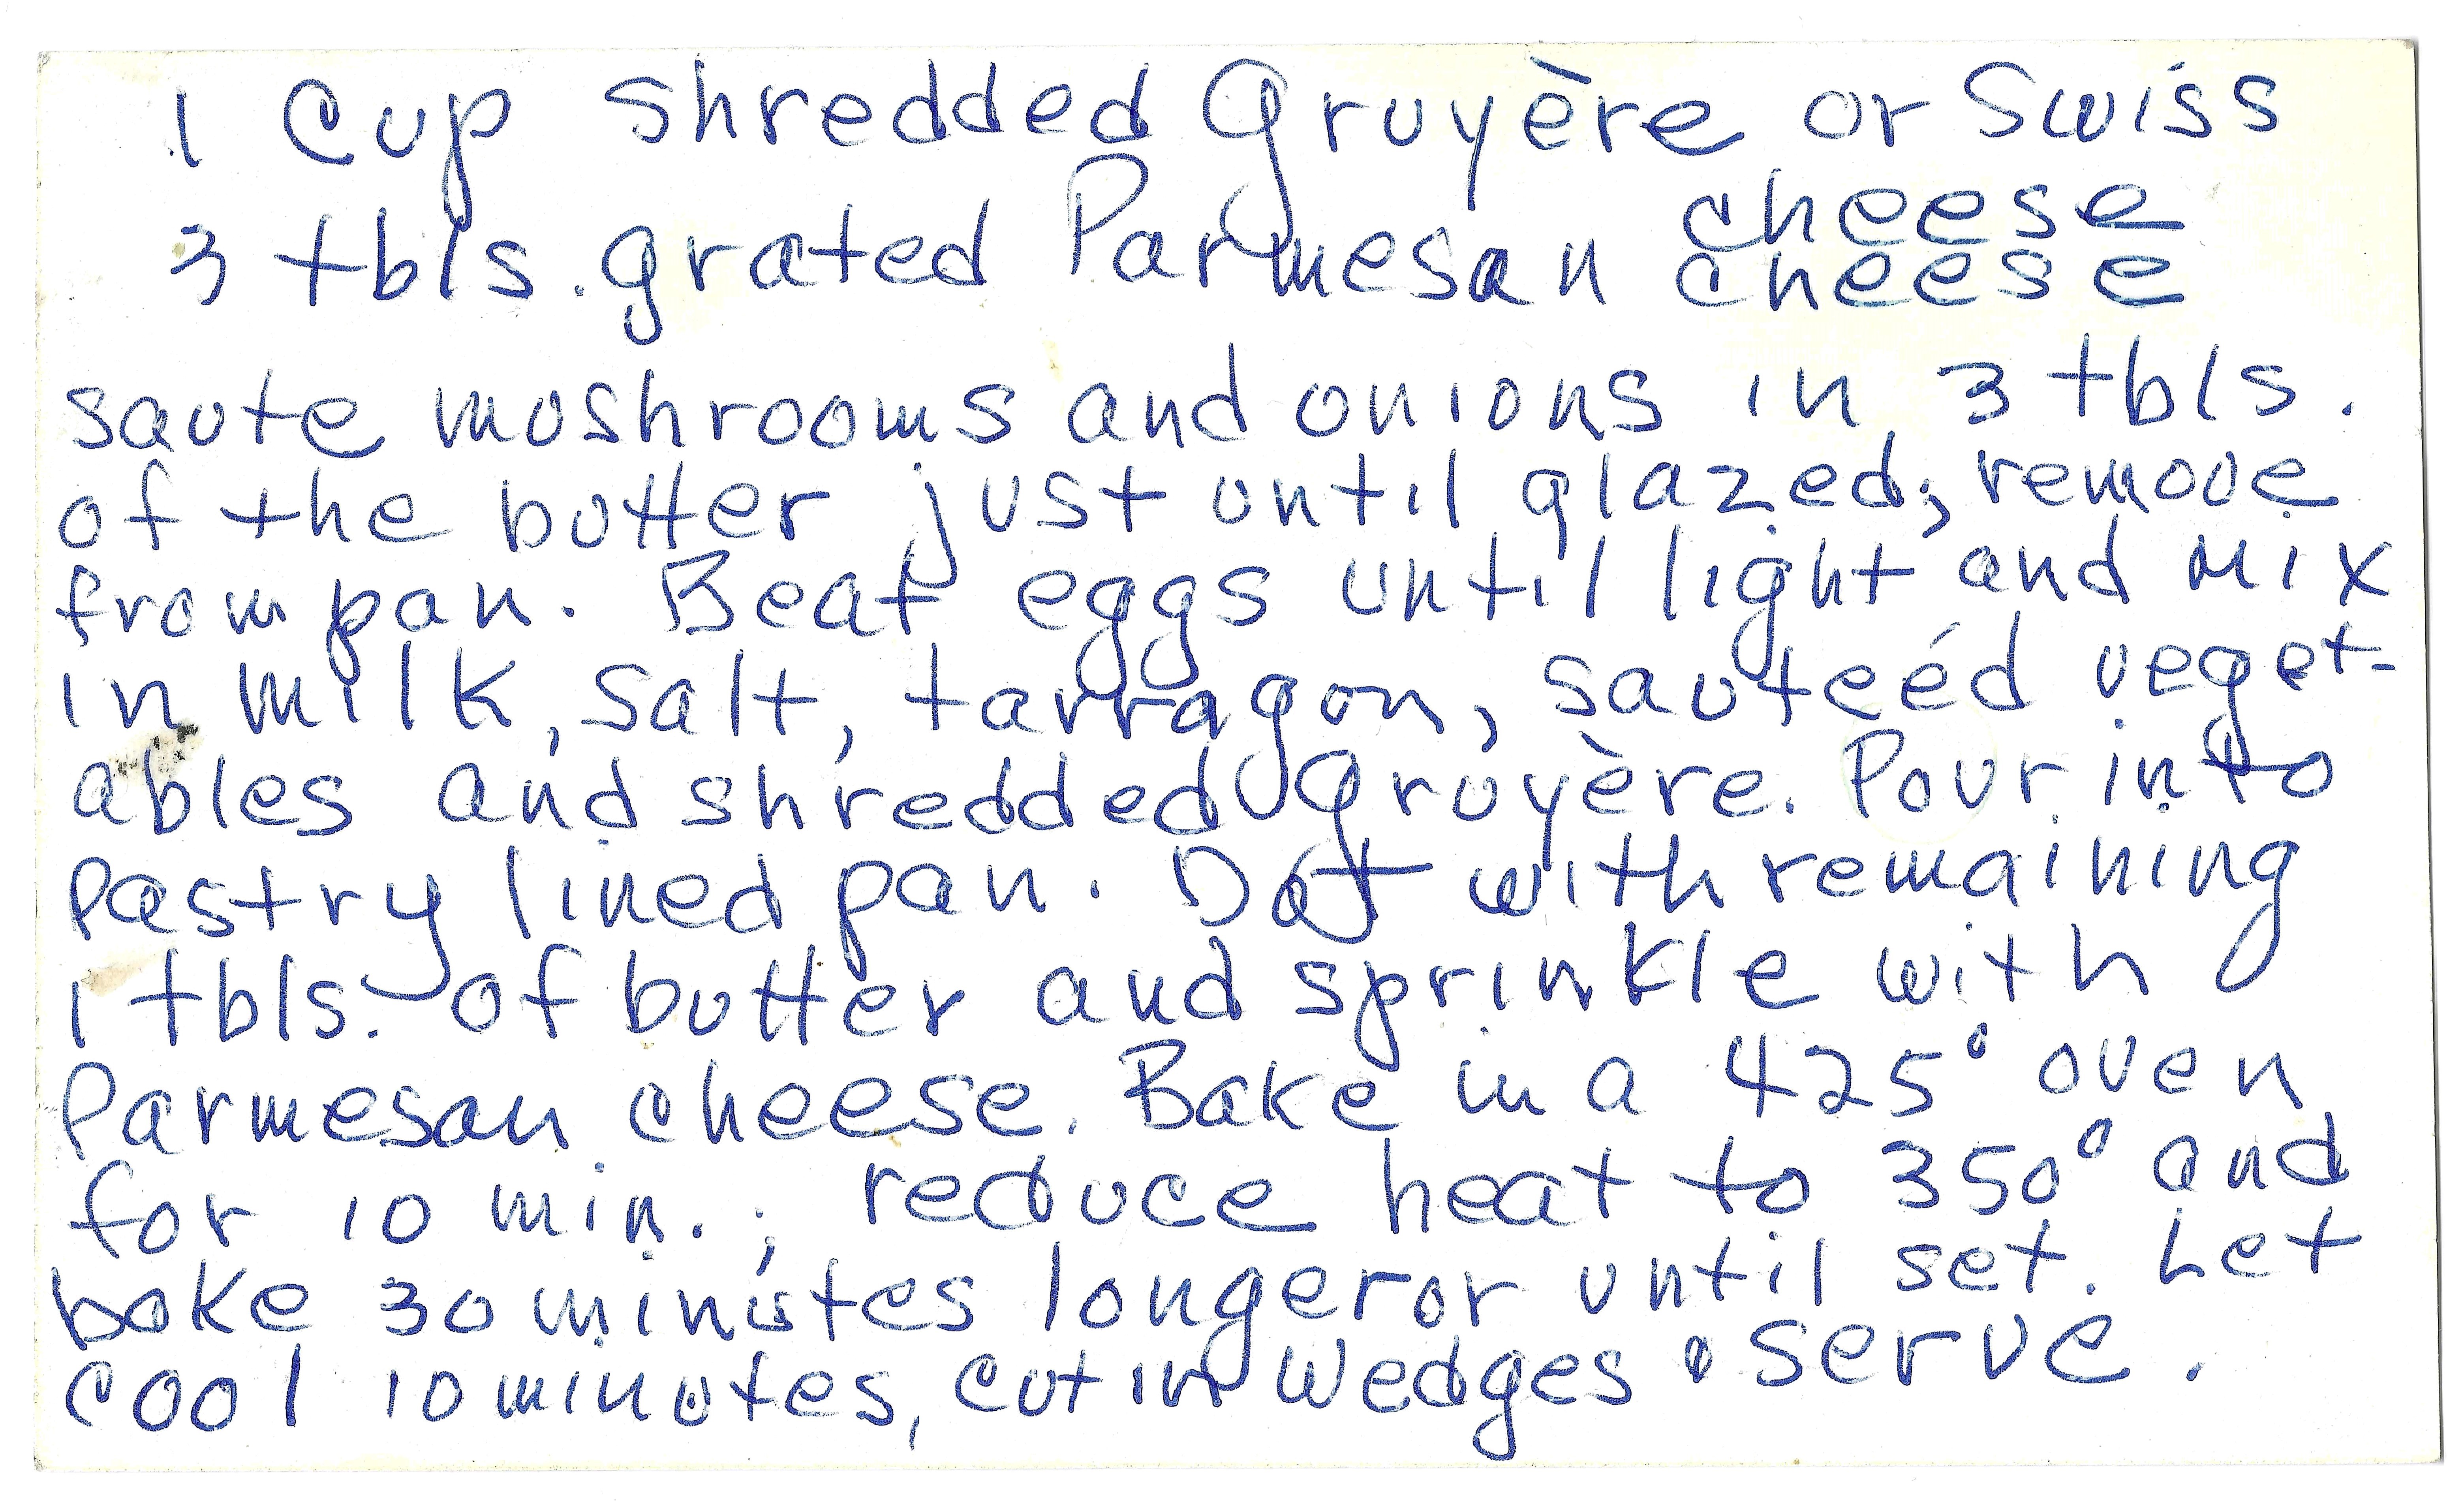 1 Cup shredded Gruyère or Swiss
cheese
3 tbls. grated Parmesan cheese
saute mushrooms and onions in 3 tbls.
of the butter just until glazed; remove
from pan. Beat eggs until light and mix
in milk, salt, tarragon, sauteéd veget-
ables and shredded Gruyère. Pour into
pastry lined pan. Dot with remaining
1 tbls. of butter and sprinkle with
Parmesan cheese. Bake in a 425° oven
for 10 min.; reduce heat to 350° and
bake 30 minutes longer or until set. Let
cool 10 minutes, cut in wedges & serve.